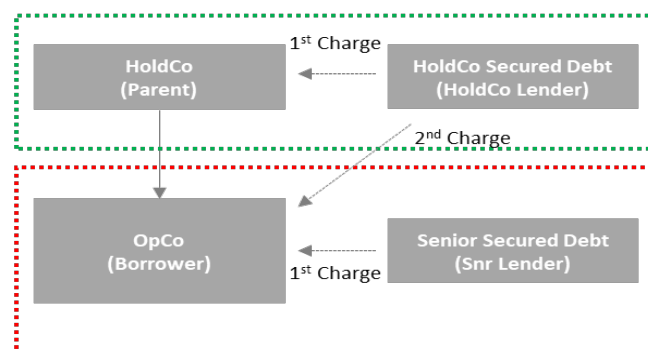 1st Charge
HoldCo
(Parent)
HoldCo Secured Debt
(HoldCo Lender)
2nd Charge
OpCo
(Borrower)
Senior Secured Debt
(Snr Lender)
1st Charge